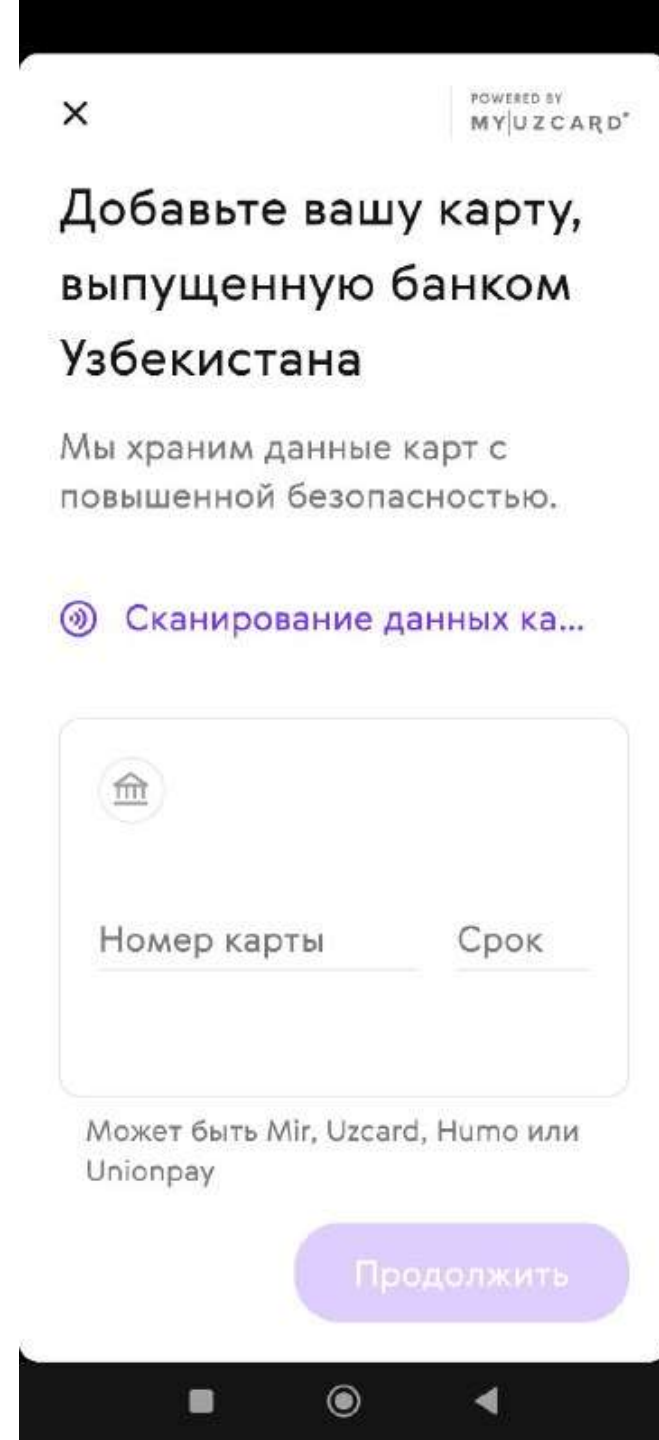 POWERED BY
MY|UZCARD®
Добавьте вашу карту,
выпущенную банком
Узбекистана
Мы храним данные карт с
повышенной безопасностью.
Сканирование данных ка...
Номер карты
Срок
Может быть Mir, Uzcard, Humo или
Unionpay
Продолжить